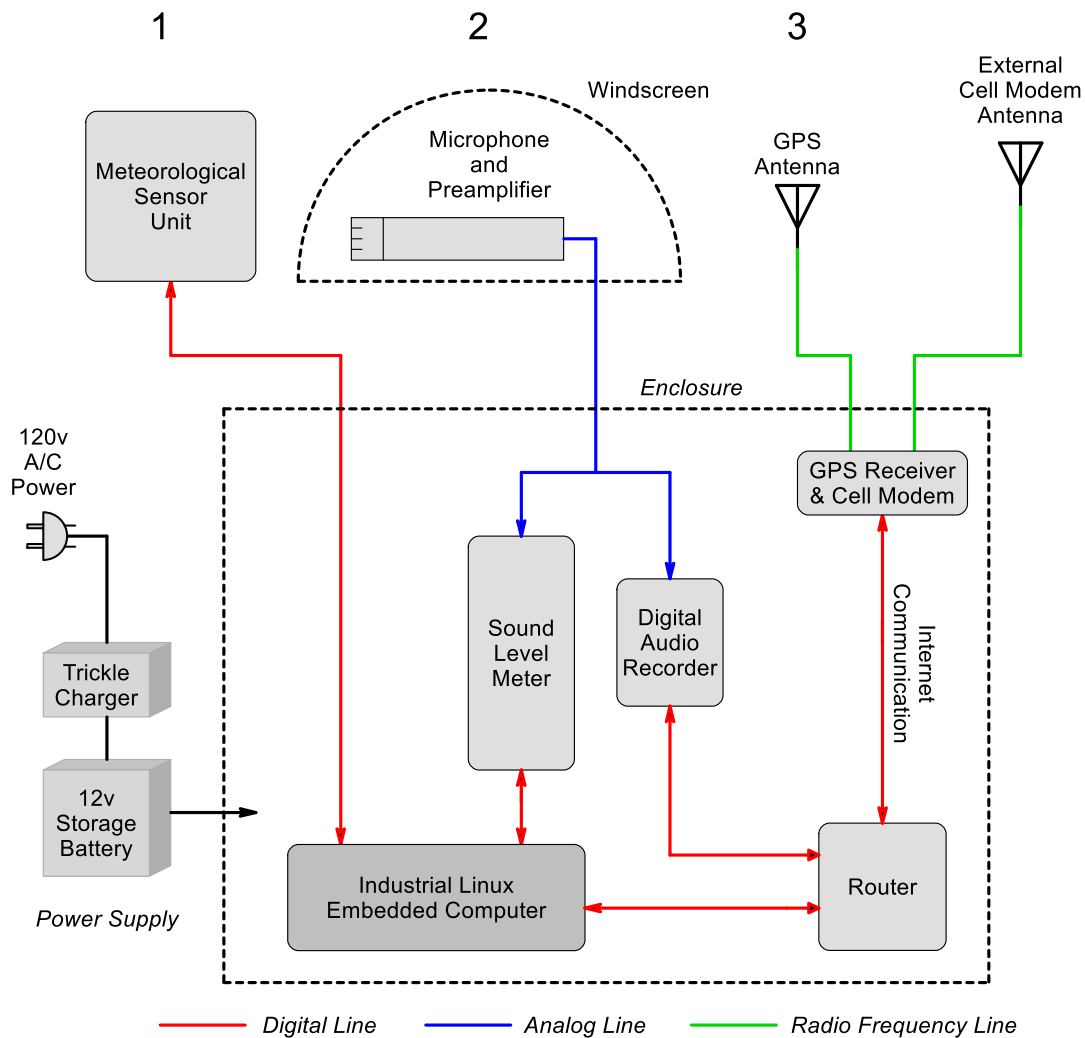 1
2
3
Meteorological
Sensor
Unit
Windscreen
Microphone
and
Preamplifier
GPS
Antenna
External
Cell Modem
Antenna
Enclosure
120v
A/C
Power
GPS Receiver
& Cell Modem
Trickle
Charger
12v
Storage
Battery
Power Supply
Sound
Level
Meter
Digital
Audio
Recorder
Internet
Communication
Industrial Linux
Embedded Computer
Router
Digital Line
Analog Line
Radio Frequency Line